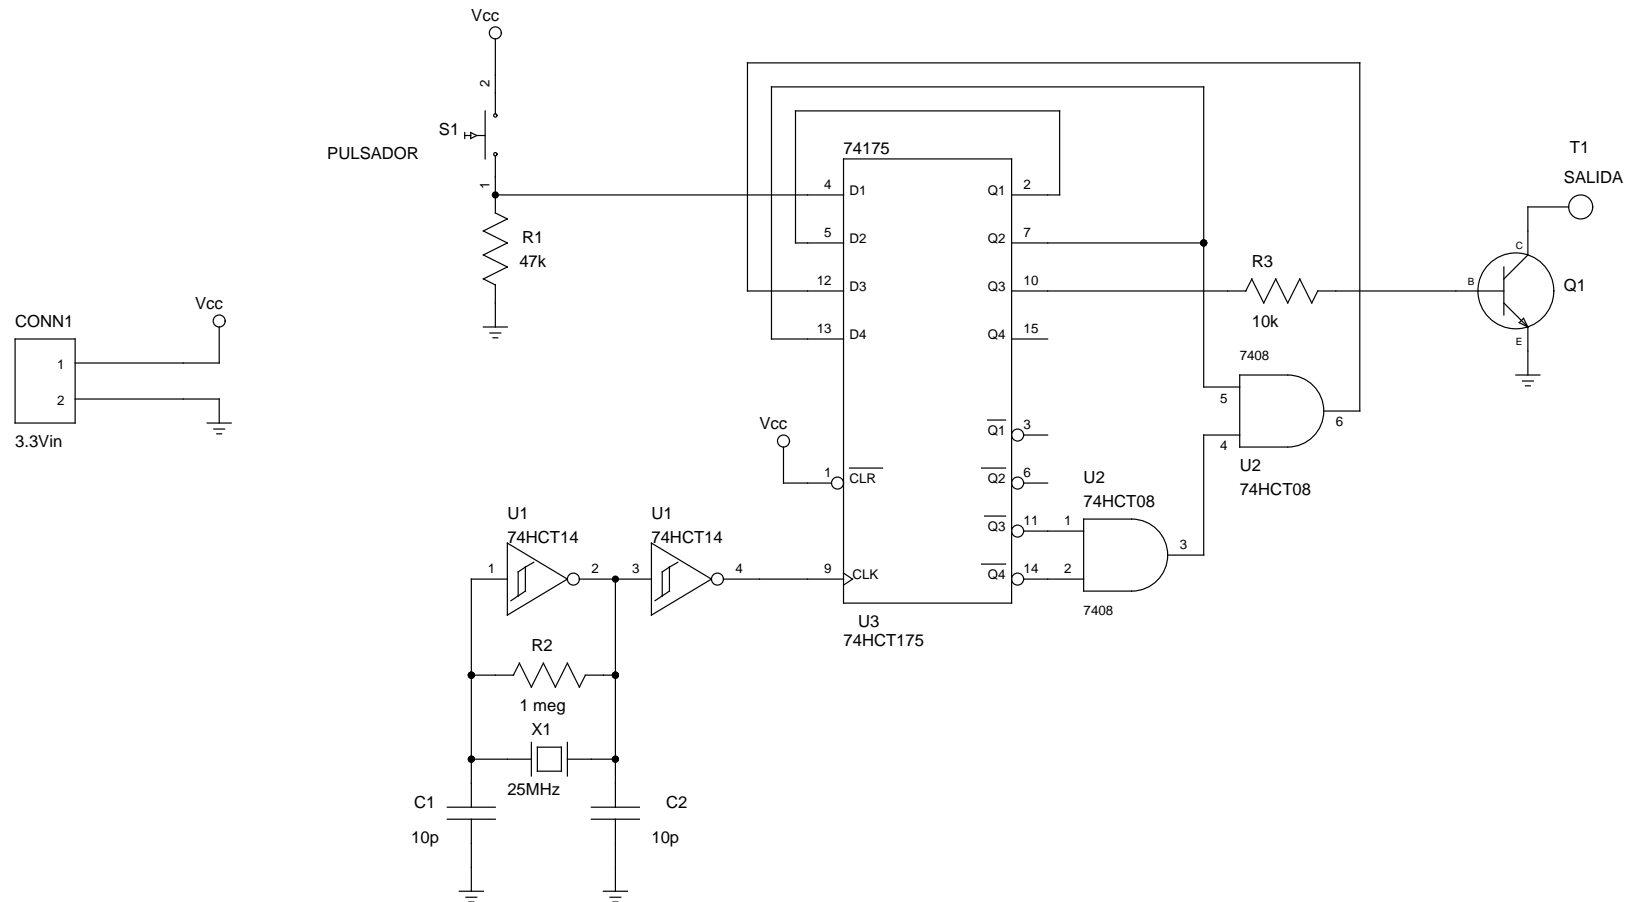 Vcc
2
S1
PULSADOR
1
R1
47k
CONN1
1
2
3.3Vin
Vcc
74175
4 D1
5 D2
12 D3
13 D4
Q1 2
Q2 7
Q3 10
Q4 15
Q1 3
Q2 6
Q3 11
Q4 14
Vcc
1 CLR
9 CLK
U3
74HCT175
R3
10k
T1
SALIDA
C
B
E
Q1
7408
5
4
6
U2
74HCT08
U2
74HCT08
1
2
3
7408
U1
74HCT14
1
2
U1
74HCT14
3
4
R2
1 meg
X1
25MHz
C1
10p
C2
10p